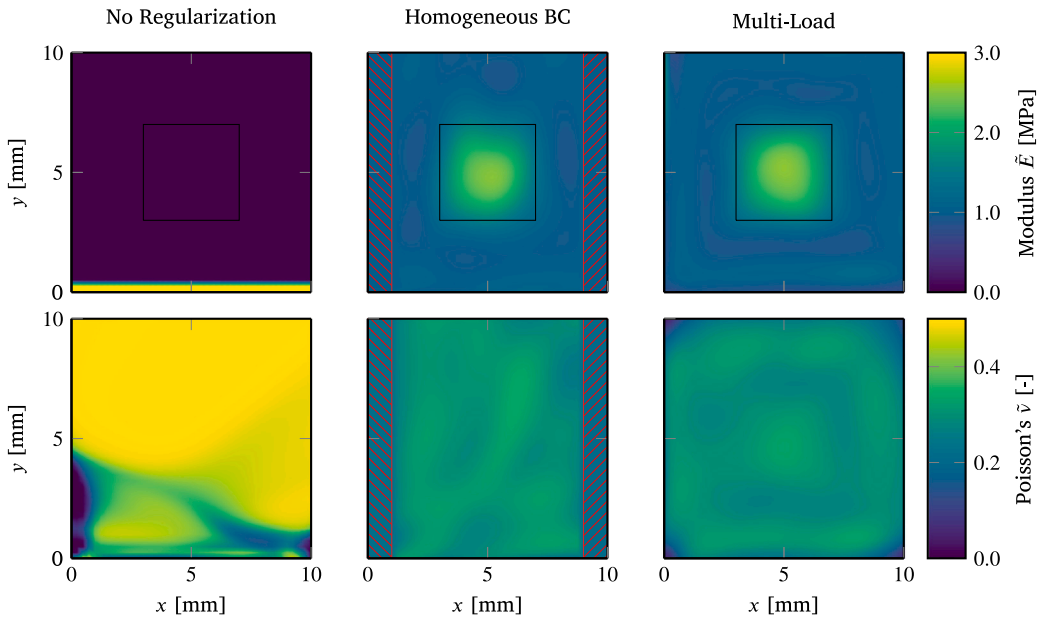 No Regularization
Homogeneous BC
Multi-Load
10
5
0
y [mm]
3.0
2.0
1.0
0.0
Modulus Ẽ [MPa]
10
5
0
y [mm]
0.4
0.2
0.0
Poisson's ṽ [-]
0 5 10
0 5 10
0 5 10
x [mm]
x [mm]
x [mm]